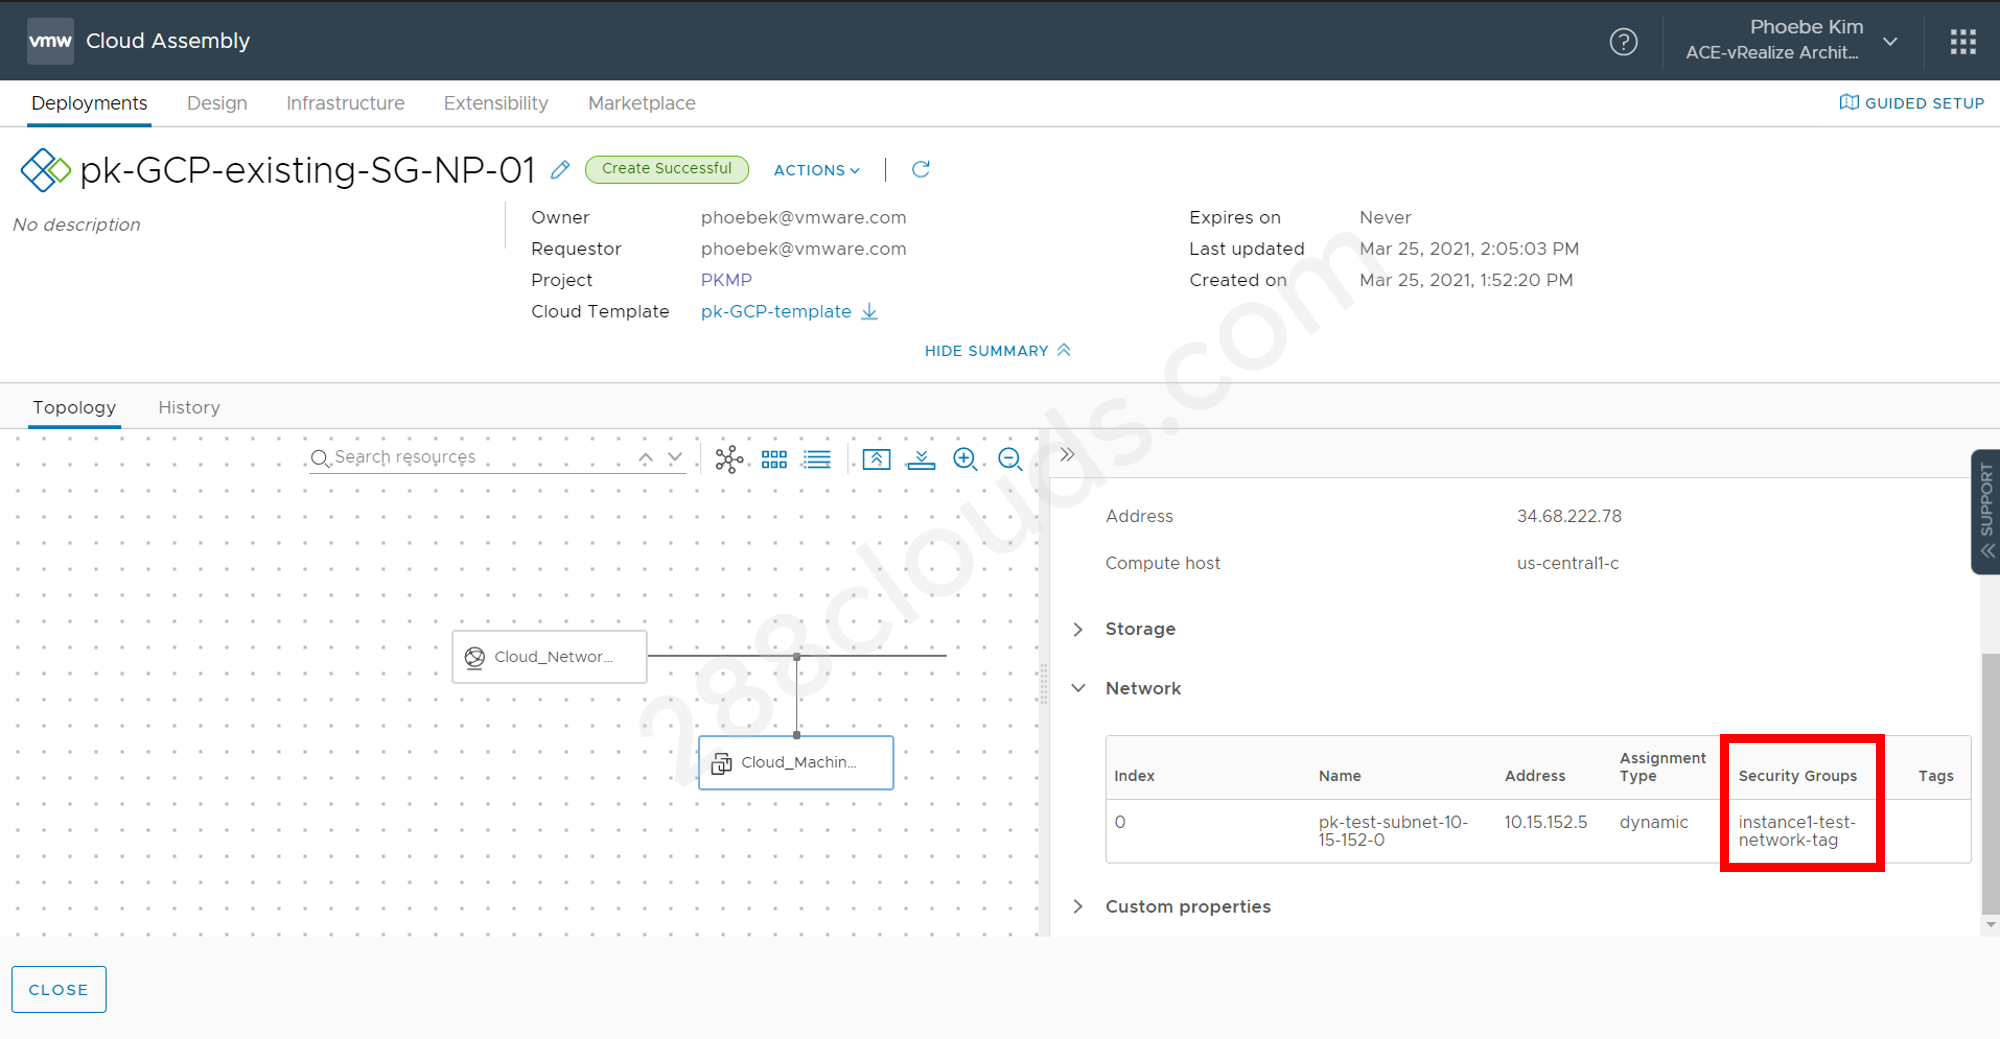 vmw Cloud Assembly
Phoebe Kim
ACE-vRealize Archit...
Deployments Design Infrastructure Extensibility Marketplace
GUIDED SETUP
pk-GCP-existing-SG-NP-01 Create Successful ACTIONS
No description
Owner phoebek@vmware.com Expires on Never
Requestor phoebek@vmware.com Last updated Mar 25, 2021, 2:05:03 PM
Project PKMP Created on Mar 25, 2021, 1:52:20 PM
Cloud Template pk-GCP-template
HIDE SUMMARY
Topology History
Search resources
SUPPORT
Address 34.68.222.78
Compute host us-central1-c
Storage
Cloud_Networ...
Network
Cloud_Machin...
Index Name Address Assignment Type Security Groups Tags
0 pk-test-subnet-10-15-152-0 10.15.152.5 dynamic instance1-test-network-tag
Custom properties
CLOSE
288clouds.com